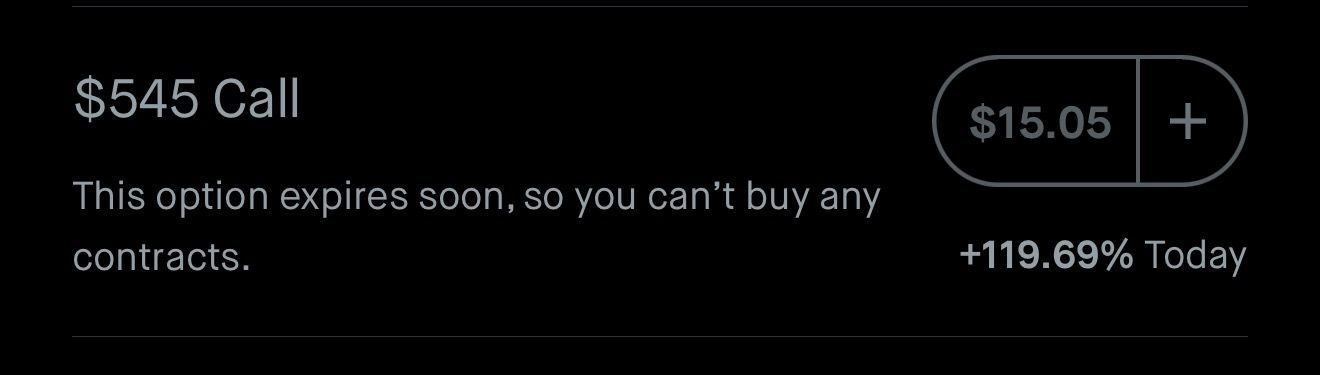 $545 Call
$15.05 +
This option expires soon, so you can’t buy any
contracts.
+119.69% Today